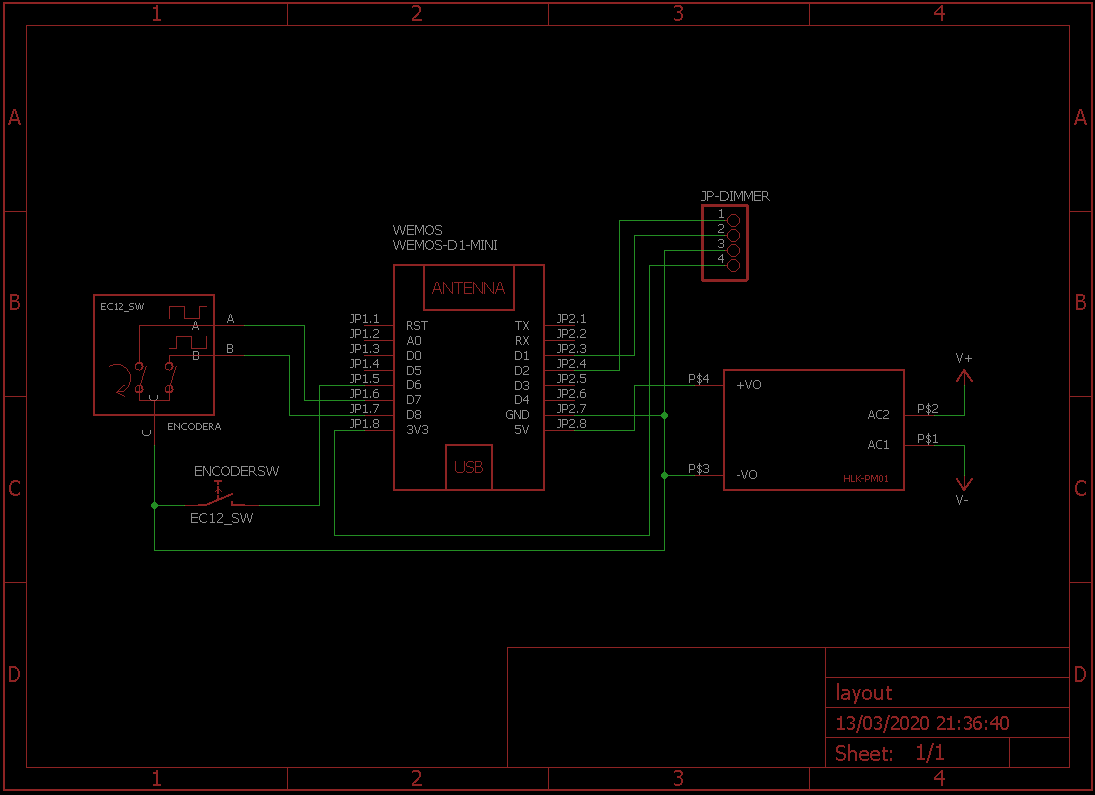 1 2 3 4
A A
JP-DIMMER
1
2
3
4
WEMOS
WEMOS-D1-MINI
ANTENNA
B B
EC12_SW
A A
B B
C
C
ENCODERA
JP1.1 RST TX JP2.1
JP1.2 A0 RX JP2.2
JP1.3 D0 D1 JP2.3
JP1.4 D5 D2 JP2.4
JP1.5 D6 D3 JP2.5
JP1.6 D7 D4 JP2.6
JP1.7 D8 GND JP2.7
JP1.8 3V3 5V JP2.8
USB
V+
P$4 +VO
AC2 P$2
AC1 P$1
P$3 -VO
HLK-PM01
V-
C C
ENCODERSW
EC12_SW
D D
layout
13/03/2020 21:36:40
Sheet: 1/1
1 2 3 4